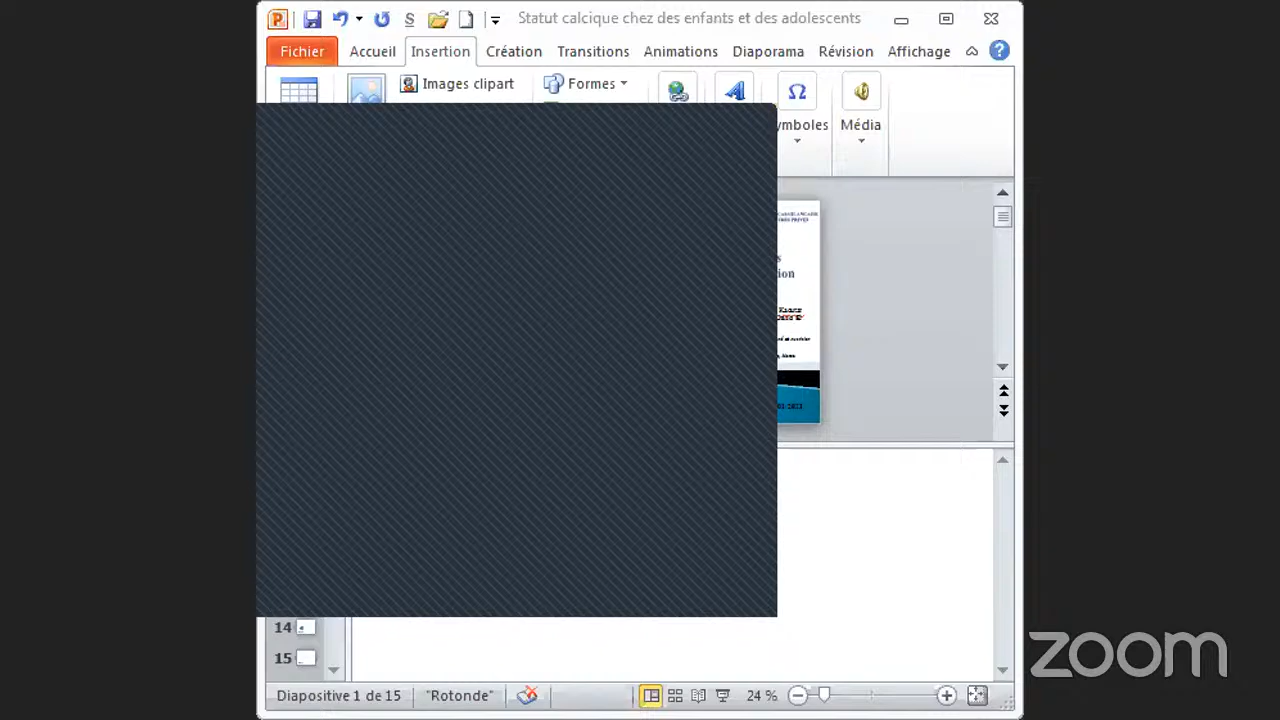 Statut calcique chez des enfants et des adolescents
Fichier Accueil Insertion Création Transitions Animations Diaporama Révision Affichage
Images clipart Formes
Média
14
15
Diapositive 1 de 15 "Rotonde" 24 %
zoom